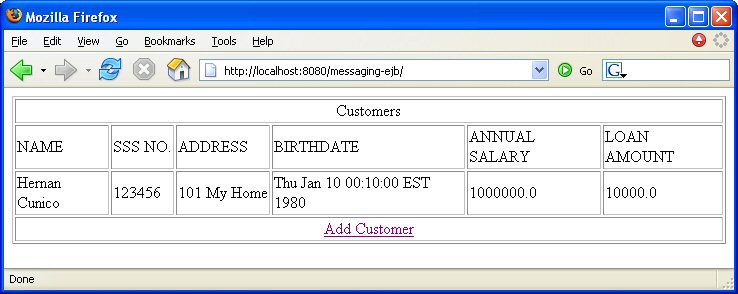 Mozilla Firefox
File Edit View Go Bookmarks Tools Help
http://localhost:8080/messaging-ejb/ Go G
Customers
NAME SSS NO. ADDRESS BIRTHDATE ANNUAL SALARY LOAN AMOUNT
Hernan Cunico 123456 101 My Home Thu Jan 10 00:10:00 EST 1980 1000000.0 10000.0
Add Customer
Done